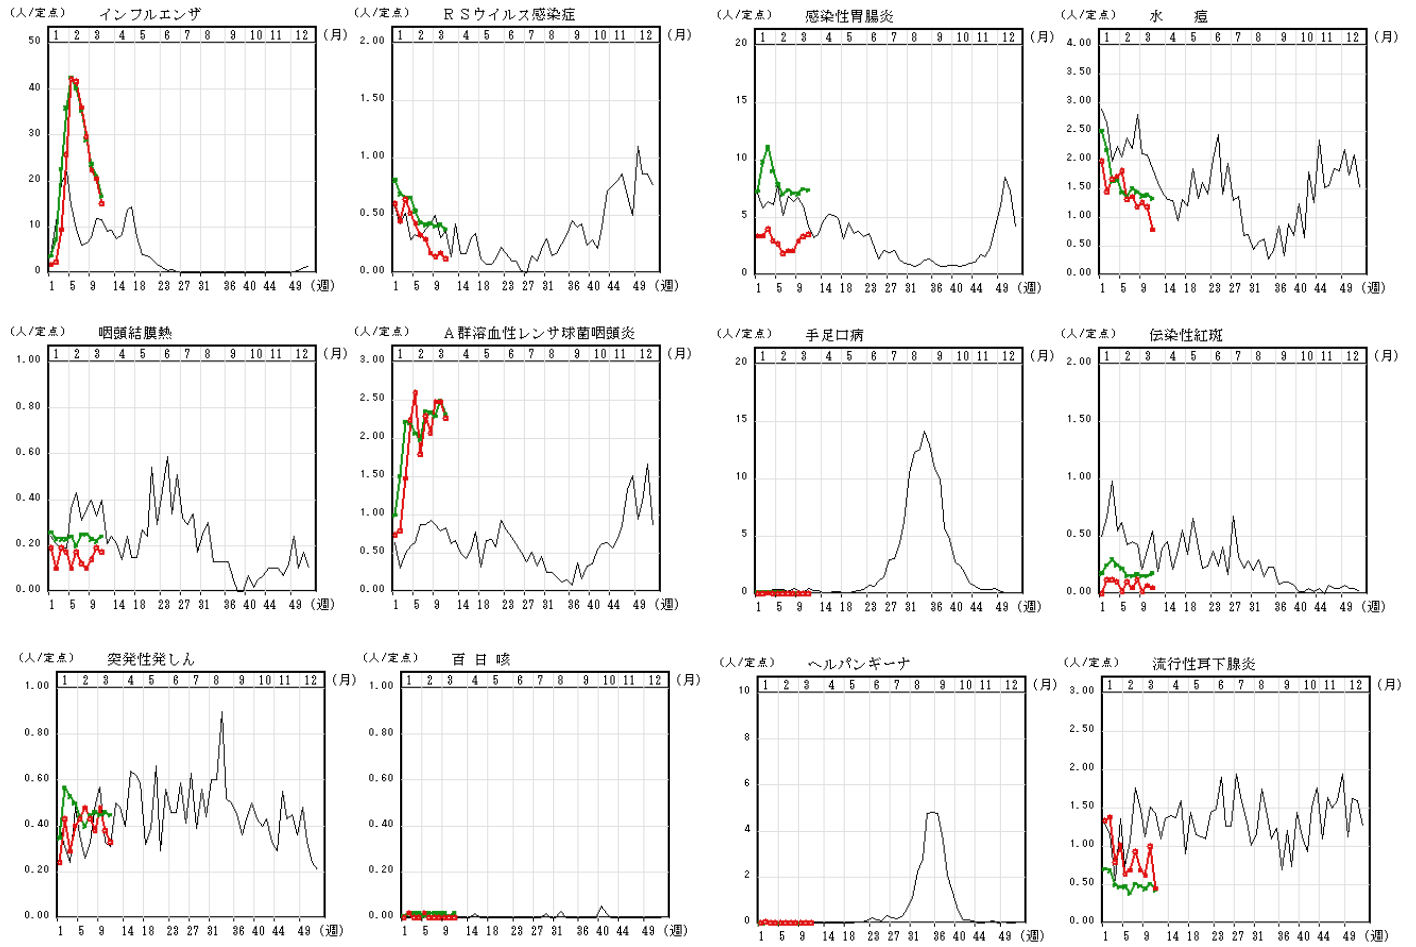 (人/定点) インフルエンザ
1 2 3 4 5 6 7 8 9 10 11 12 (月)
50
40
30
20
10
0
1 5 9 14 18 23 27 31 36 40 44 49 (週)
(人/定点) ＲＳウイルス感染症
1 2 3 4 5 6 7 8 9 10 11 12 (月)
2.00
1.50
1.00
0.50
0.00
1 5 9 14 18 23 27 31 36 40 44 49 (週)
(人/定点) 感染性胃腸炎
1 2 3 4 5 6 7 8 9 10 11 12 (月)
20
15
10
5
0
1 5 9 14 18 23 27 31 36 40 44 49 (週)
(人/定点) 水 痘
1 2 3 4 5 6 7 8 9 10 11 12 (月)
4.00
3.50
3.00
2.50
2.00
1.50
1.00
0.50
0.00
1 5 9 14 18 23 27 31 36 40 44 49 (週)
(人/定点) 咽頭結膜熱
1 2 3 4 5 6 7 8 9 10 11 12 (月)
1.00
0.80
0.60
0.40
0.20
0.00
1 5 9 14 18 23 27 31 36 40 44 49 (週)
(人/定点) Ａ群溶血性レンサ球菌咽頭炎
1 2 3 4 5 6 7 8 9 10 11 12 (月)
3.00
2.50
2.00
1.50
1.00
0.50
0.00
1 5 9 14 18 23 27 31 36 40 44 49 (週)
(人/定点) 手足口病
1 2 3 4 5 6 7 8 9 10 11 12 (月)
20
15
10
5
0
1 5 9 14 18 23 27 31 36 40 44 49 (週)
(人/定点) 伝染性紅斑
1 2 3 4 5 6 7 8 9 10 11 12 (月)
2.00
1.50
1.00
0.50
0.00
1 5 9 14 18 23 27 31 36 40 44 49 (週)
(人/定点) 突発性発しん
1 2 3 4 5 6 7 8 9 10 11 12 (月)
1.00
0.80
0.60
0.40
0.20
0.00
1 5 9 14 18 23 27 31 36 40 44 49 (週)
(人/定点) 百 日 咳
1 2 3 4 5 6 7 8 9 10 11 12 (月)
1.00
0.80
0.60
0.40
0.20
0.00
1 5 9 14 18 23 27 31 36 40 44 49 (週)
(人/定点) ヘルパンギーナ
1 2 3 4 5 6 7 8 9 10 11 12 (月)
10
8
6
4
2
0
1 5 9 14 18 23 27 31 36 40 44 49 (週)
(人/定点) 流行性耳下腺炎
1 2 3 4 5 6 7 8 9 10 11 12 (月)
3.00
2.50
2.00
1.50
1.00
0.50
0.00
1 5 9 14 18 23 27 31 36 40 44 49 (週)